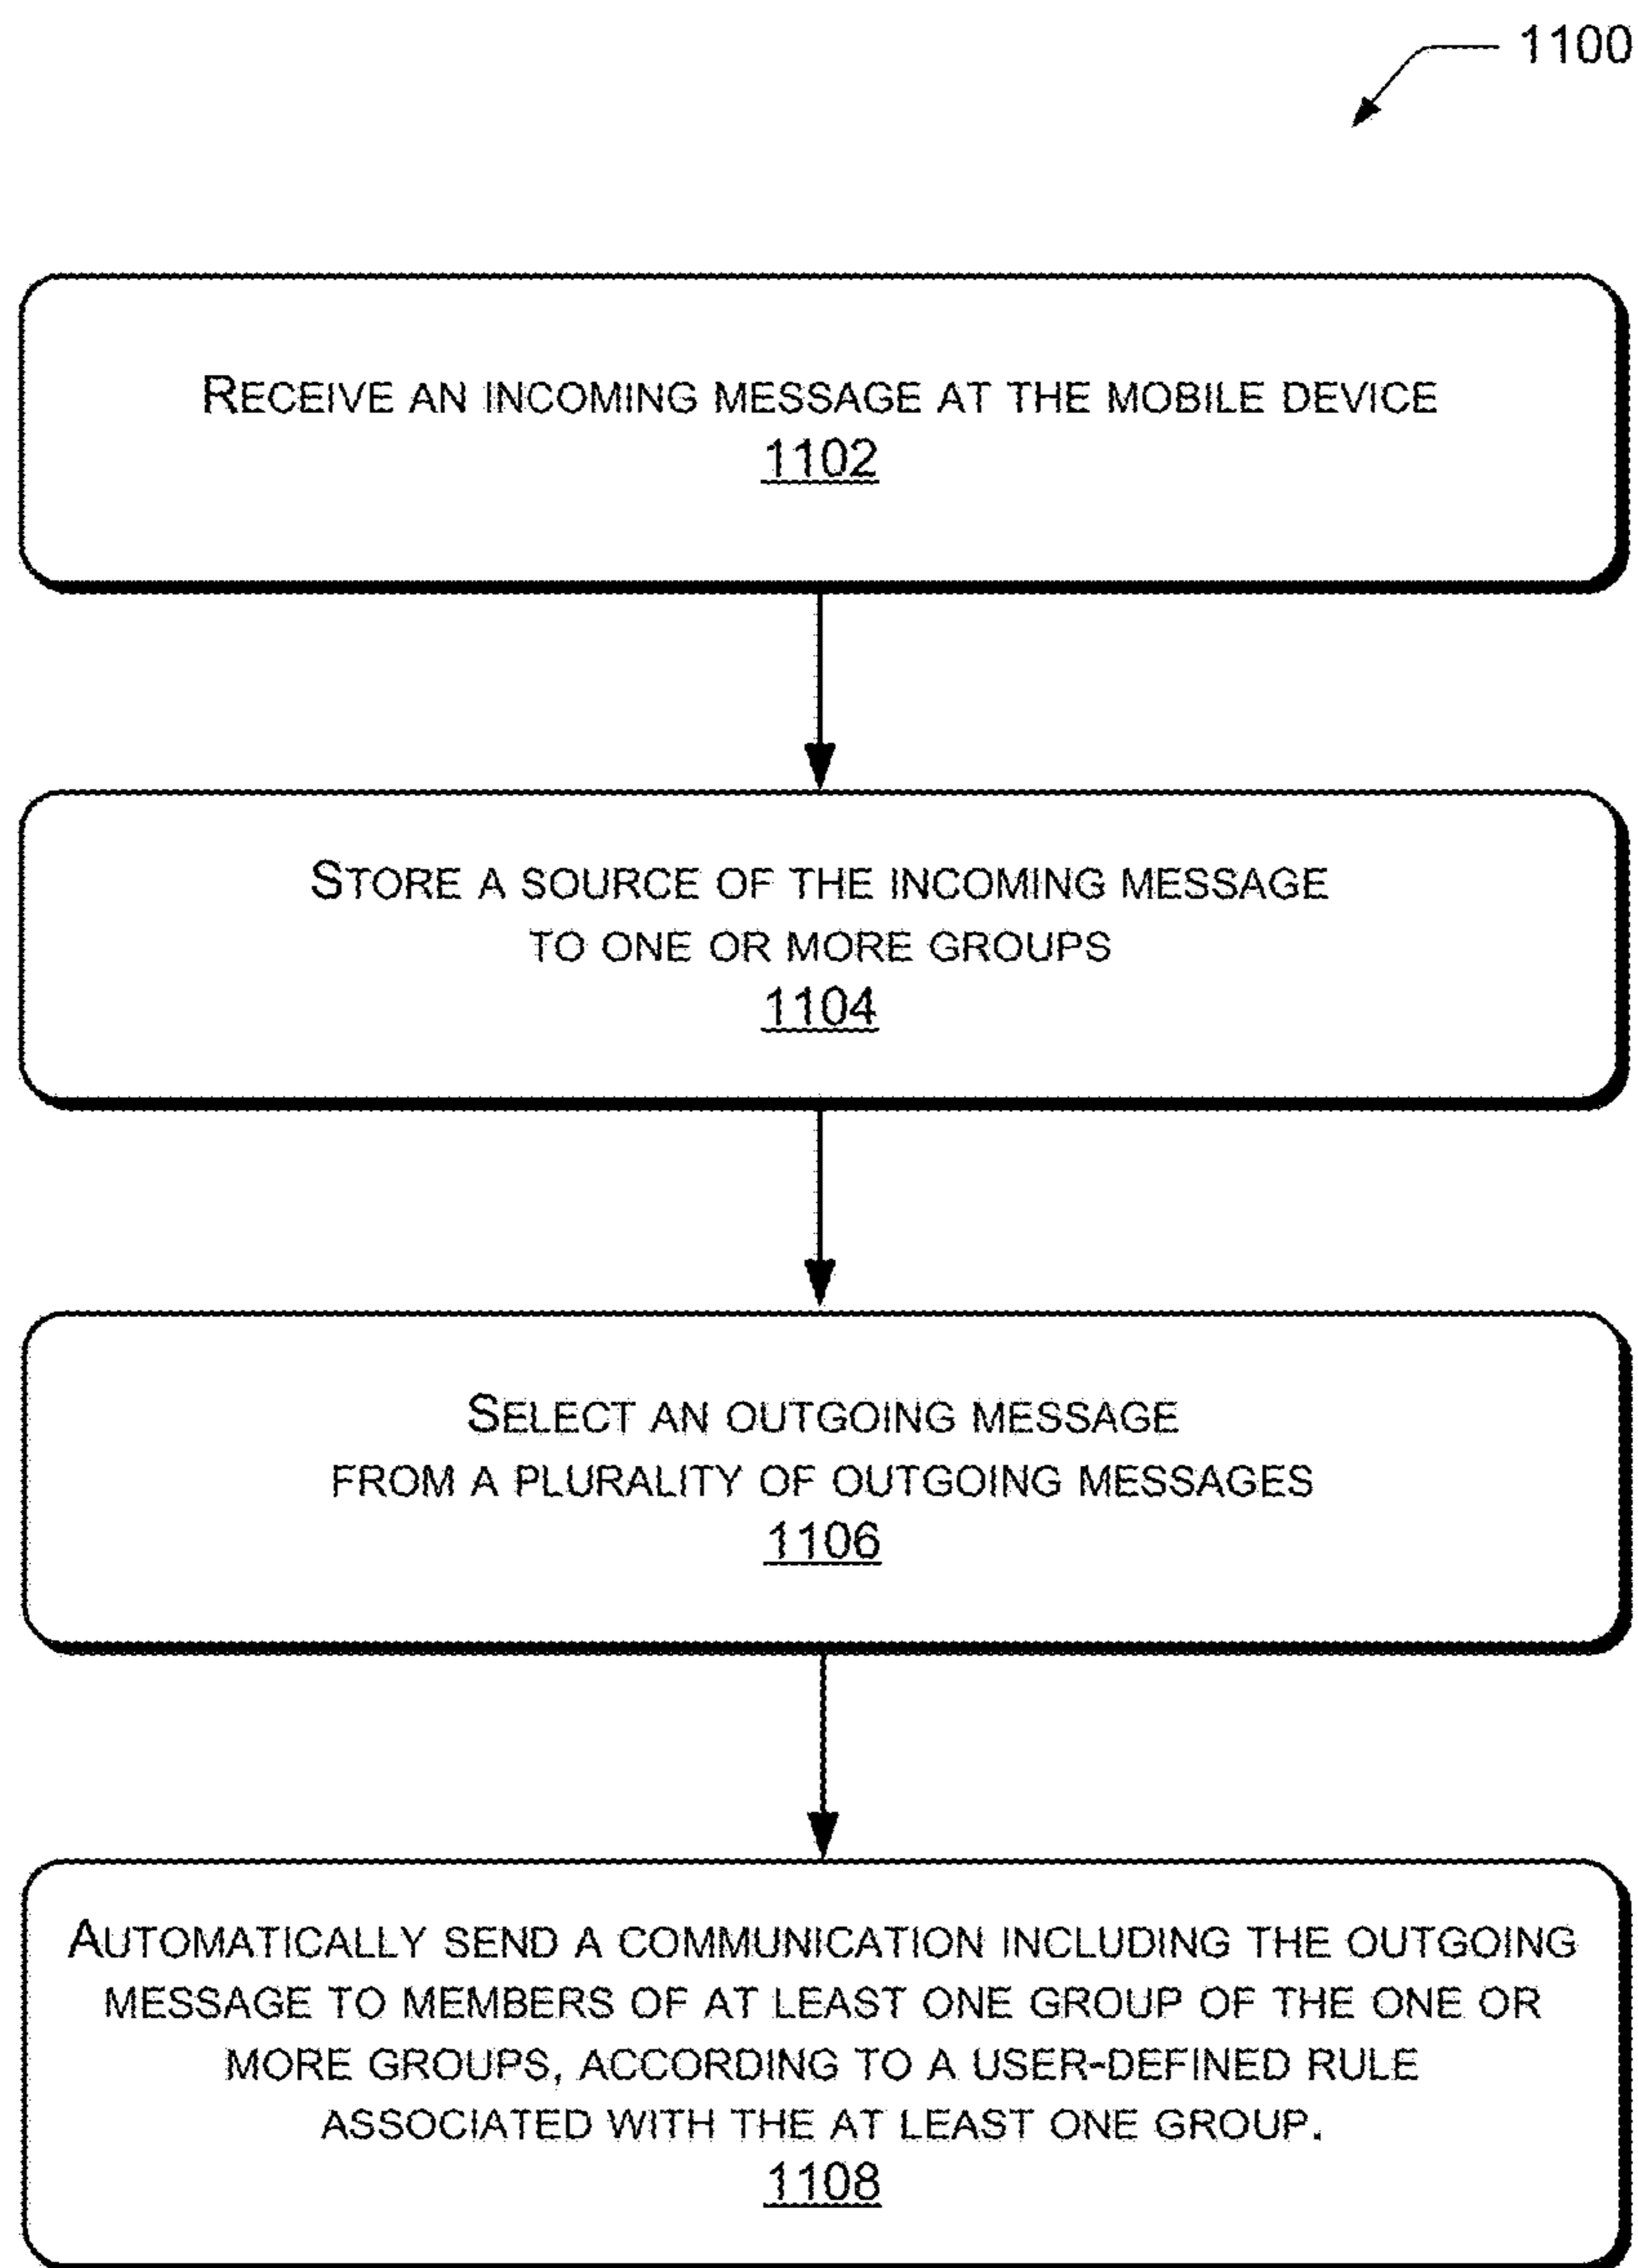 1100
RECEIVE AN INCOMING MESSAGE AT THE MOBILE DEVICE
1102
STORE A SOURCE OF THE INCOMING MESSAGE
TO ONE OR MORE GROUPS
1104
SELECT AN OUTGOING MESSAGE
FROM A PLURALITY OF OUTGOING MESSAGES
1106
AUTOMATICALLY SEND A COMMUNICATION INCLUDING THE OUTGOING
MESSAGE TO MEMBERS OF AT LEAST ONE GROUP OF THE ONE OR
MORE GROUPS, ACCORDING TO A USER-DEFINED RULE
ASSOCIATED WITH THE AT LEAST ONE GROUP.
1108